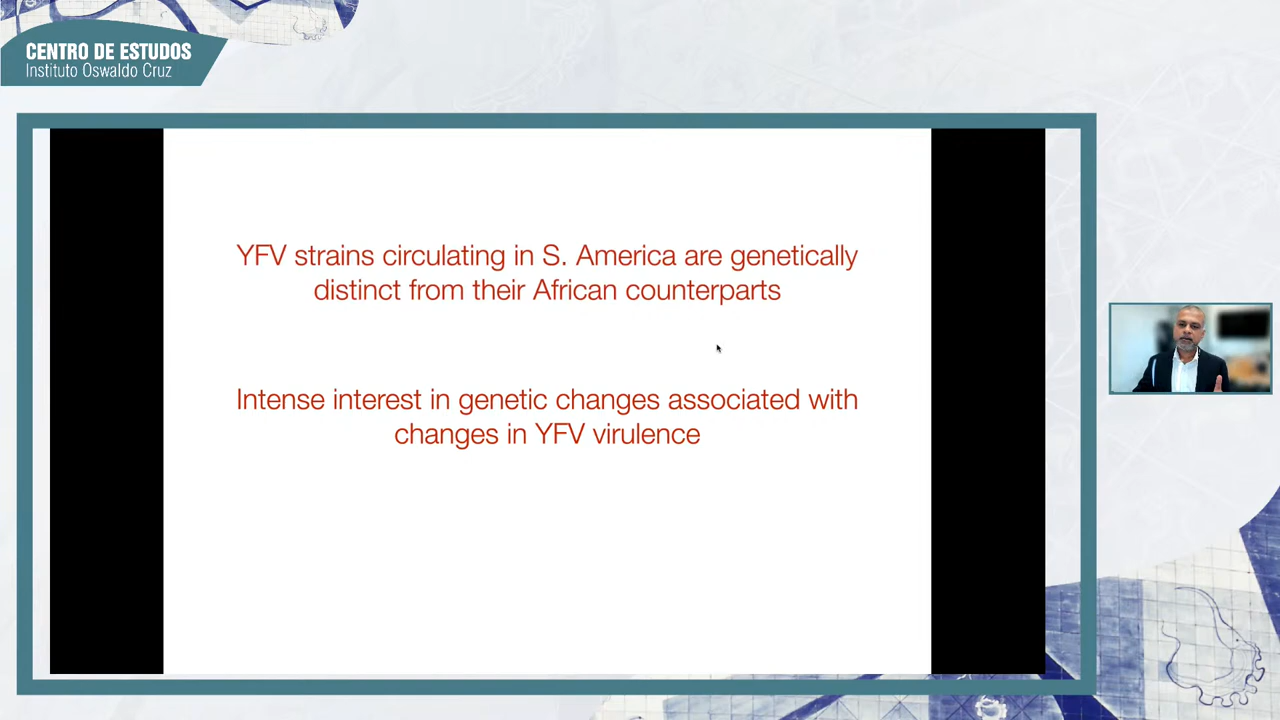 CENTRO DE ESTUDOS
Instituto Oswaldo Cruz
YFV strains circulating in S. America are genetically
distinct from their African counterparts
Intense interest in genetic changes associated with
changes in YFV virulence